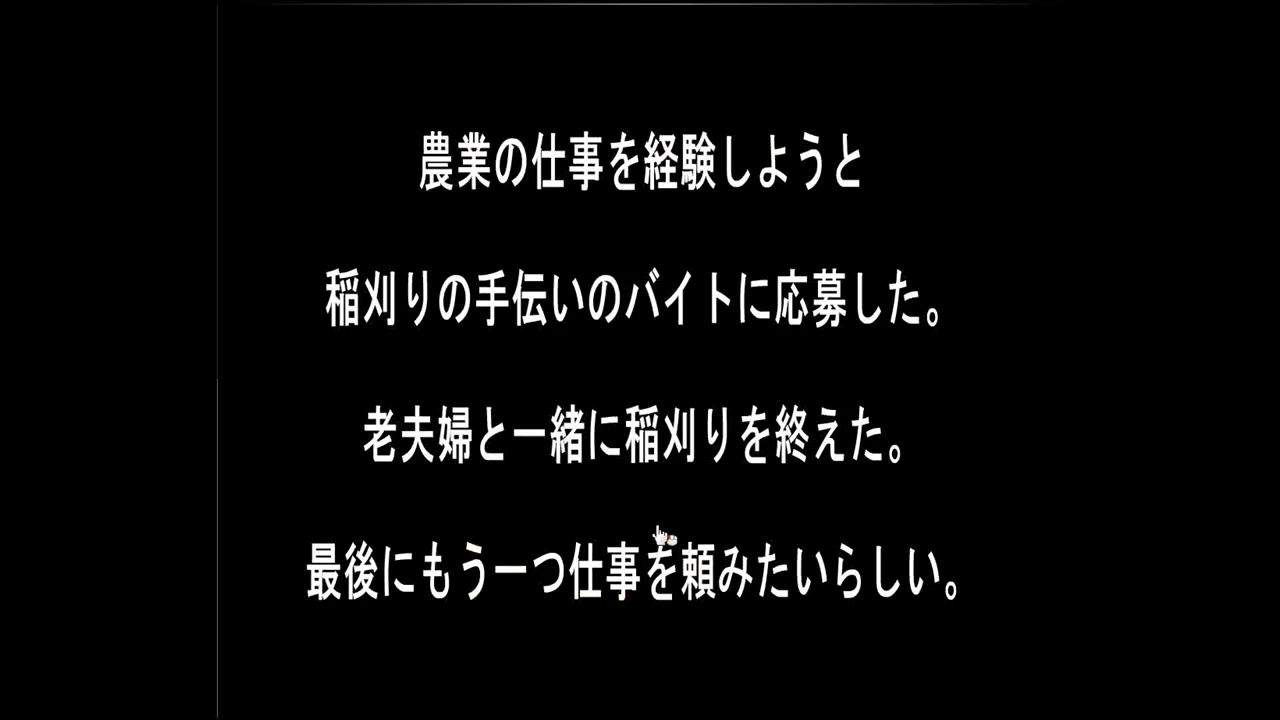 農業の仕事を経験しようと
稲刈りの手伝いのバイトに応募した。
老夫婦と一緒に稲刈りを終えた。
最後にもう一つ仕事を頼みたいらしい。